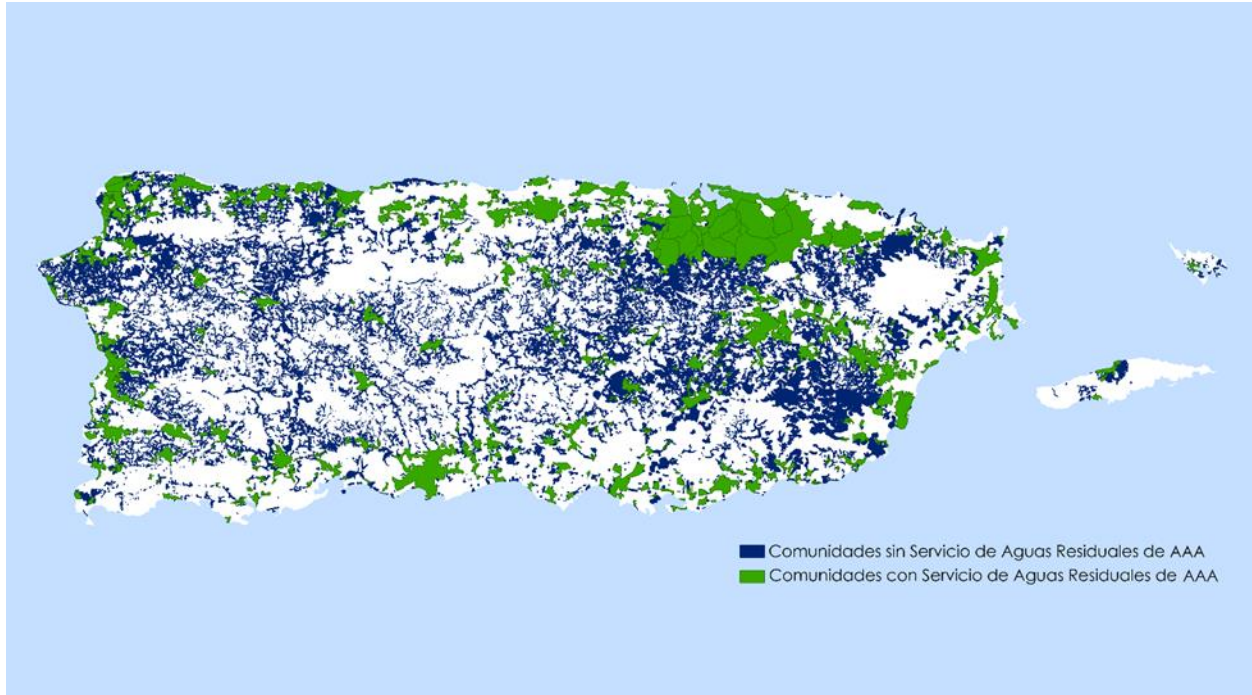 Comunidades sin Servicio de Aguas Residuales de AAA
Comunidades con Servicio de Aguas Residuales de AAA